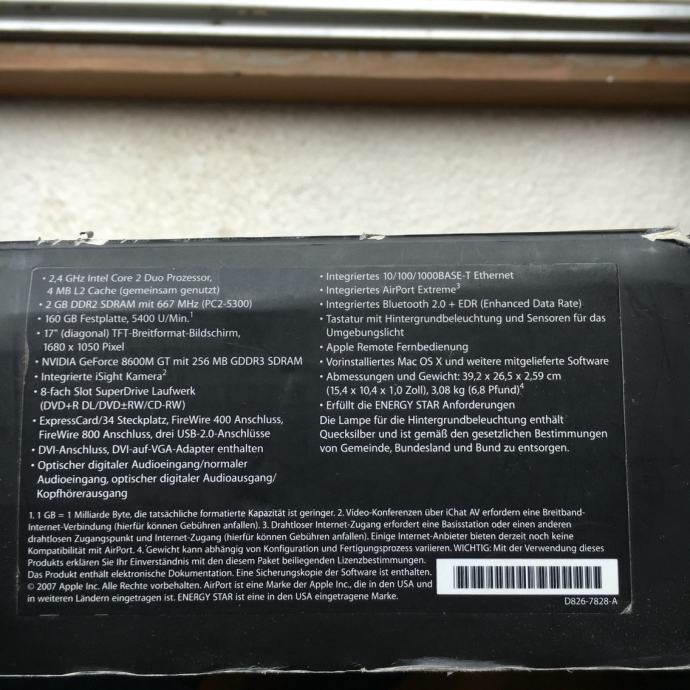 • 2,4 GHz Intel Core 2 Duo Prozessor,
4 MB L2 Cache (gemeinsam genutzt)
• 2 GB DDR2 SDRAM mit 667 MHz (PC2-5300)
• 160 GB Festplatte, 5400 U/Min.¹
• 17" (diagonal) TFT-Breitformat-Bildschirm,
1680 x 1050 Pixel
• NVIDIA GeForce 8600M GT mit 256 MB GDDR3 SDRAM
• Integrierte iSight Kamera²
• 8-fach Slot SuperDrive Laufwerk
(DVD+R DL/DVD±RW/CD-RW)
• ExpressCard/34 Steckplatz, FireWire 400 Anschluss,
FireWire 800 Anschluss, drei USB-2.0-Anschlüsse
• DVI-Anschluss, DVI-auf-VGA-Adapter enthalten
• Optischer digitaler Audioeingang/normaler
Audioeingang, optischer digitaler Audioausgang/
Kopfhörerausgang
• Integriertes 10/100/1000BASE-T Ethernet
• Integriertes AirPort Extreme³
• Integriertes Bluetooth 2.0 + EDR (Enhanced Data Rate)
• Tastatur mit Hintergrundbeleuchtung und Sensoren für das
Umgebungslicht
• Apple Remote Fernbedienung
• Vorinstalliertes Mac OS X und weitere mitgelieferte Software
• Abmessungen und Gewicht: 39,2 x 26,5 x 2,59 cm
(15,4 x 10,4 x 1,0 Zoll), 3,08 kg (6,8 Pfund)⁴
• Erfüllt die ENERGY STAR Anforderungen
Die Lampe für die Hintergrundbeleuchtung enthält
Quecksilber und ist gemäß den gesetzlichen Bestimmungen
von Gemeinde, Bundesland und Bund zu entsorgen.
1. 1 GB = 1 Milliarde Byte, die tatsächliche formatierte Kapazität ist geringer. 2. Video-Konferenzen über iChat AV erfordern eine Breitband-
Internet-Verbindung (hierfür können Gebühren anfallen). 3. Drahtloser Internet-Zugang erfordert eine Basisstation oder einen anderen
drahtlosen Zugangspunkt und Internet-Zugang (hierfür können Gebühren anfallen). Einige Internet-Anbieter bieten derzeit noch keine
Kompatibilität mit AirPort. 4. Gewicht kann abhängig von Konfiguration und Fertigungsprozess variieren. WICHTIG: Mit der Verwendung dieses
Produkts erklären Sie Ihr Einverständnis mit den diesem Paket beiliegenden Lizenzbestimmungen.
Das Produkt enthält elektronische Dokumentation. Eine Sicherungskopie der Software ist enthalten.
© 2007 Apple Inc. Alle Rechte vorbehalten. AirPort ist eine Marke der Apple Inc., die in den USA und
in weiteren Ländern eingetragen ist. ENERGY STAR ist eine in den USA eingetragene Marke.
D826-7828-A